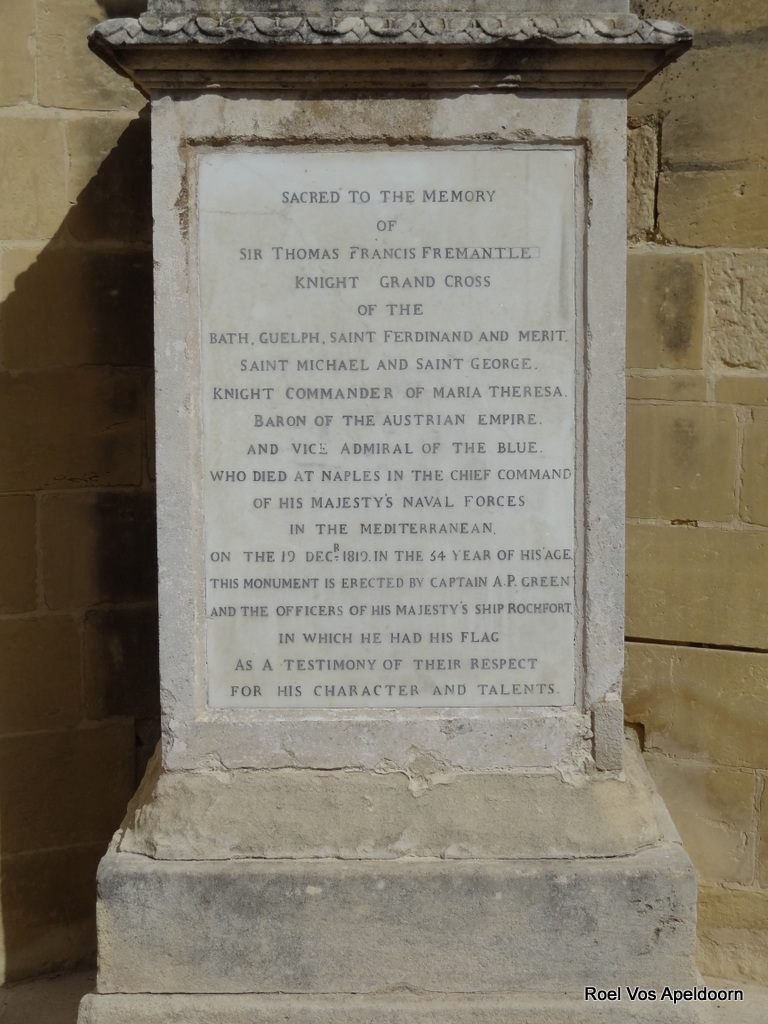 SACRED TO THE MEMORY
OF
SIR THOMAS FRANCIS FREMANTLE
KNIGHT GRAND CROSS
OF THE
BATH, GUELPH, SAINT FERDINAND AND MERIT.
SAINT MICHAEL AND SAINT GEORGE.
KNIGHT COMMANDER OF MARIA THERESA.
BARON OF THE AUSTRIAN EMPIRE.
AND VICE ADMIRAL OF THE BLUE.
WHO DIED AT NAPLES IN THE CHIEF COMMAND
OF HIS MAJESTY'S NAVAL FORCES
IN THE MEDITERRANEAN.
ON THE 19 DECR. 1819. IN THE 54 YEAR OF HIS AGE
THIS MONUMENT IS ERECTED BY CAPTAIN A.P. GREEN
AND THE OFFICERS OF HIS MAJESTY'S SHIP ROCHFORT
IN WHICH HE HAD HIS FLAG
AS A TESTIMONY OF THEIR RESPECT
FOR HIS CHARACTER AND TALENTS.
Roel Vos Apeldoorn